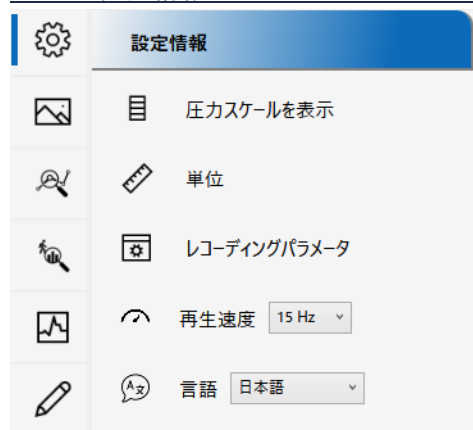 設定情報
圧力スケールを表示
単位
レコーディングパラメータ
再生速度 15 Hz
言語 日本語